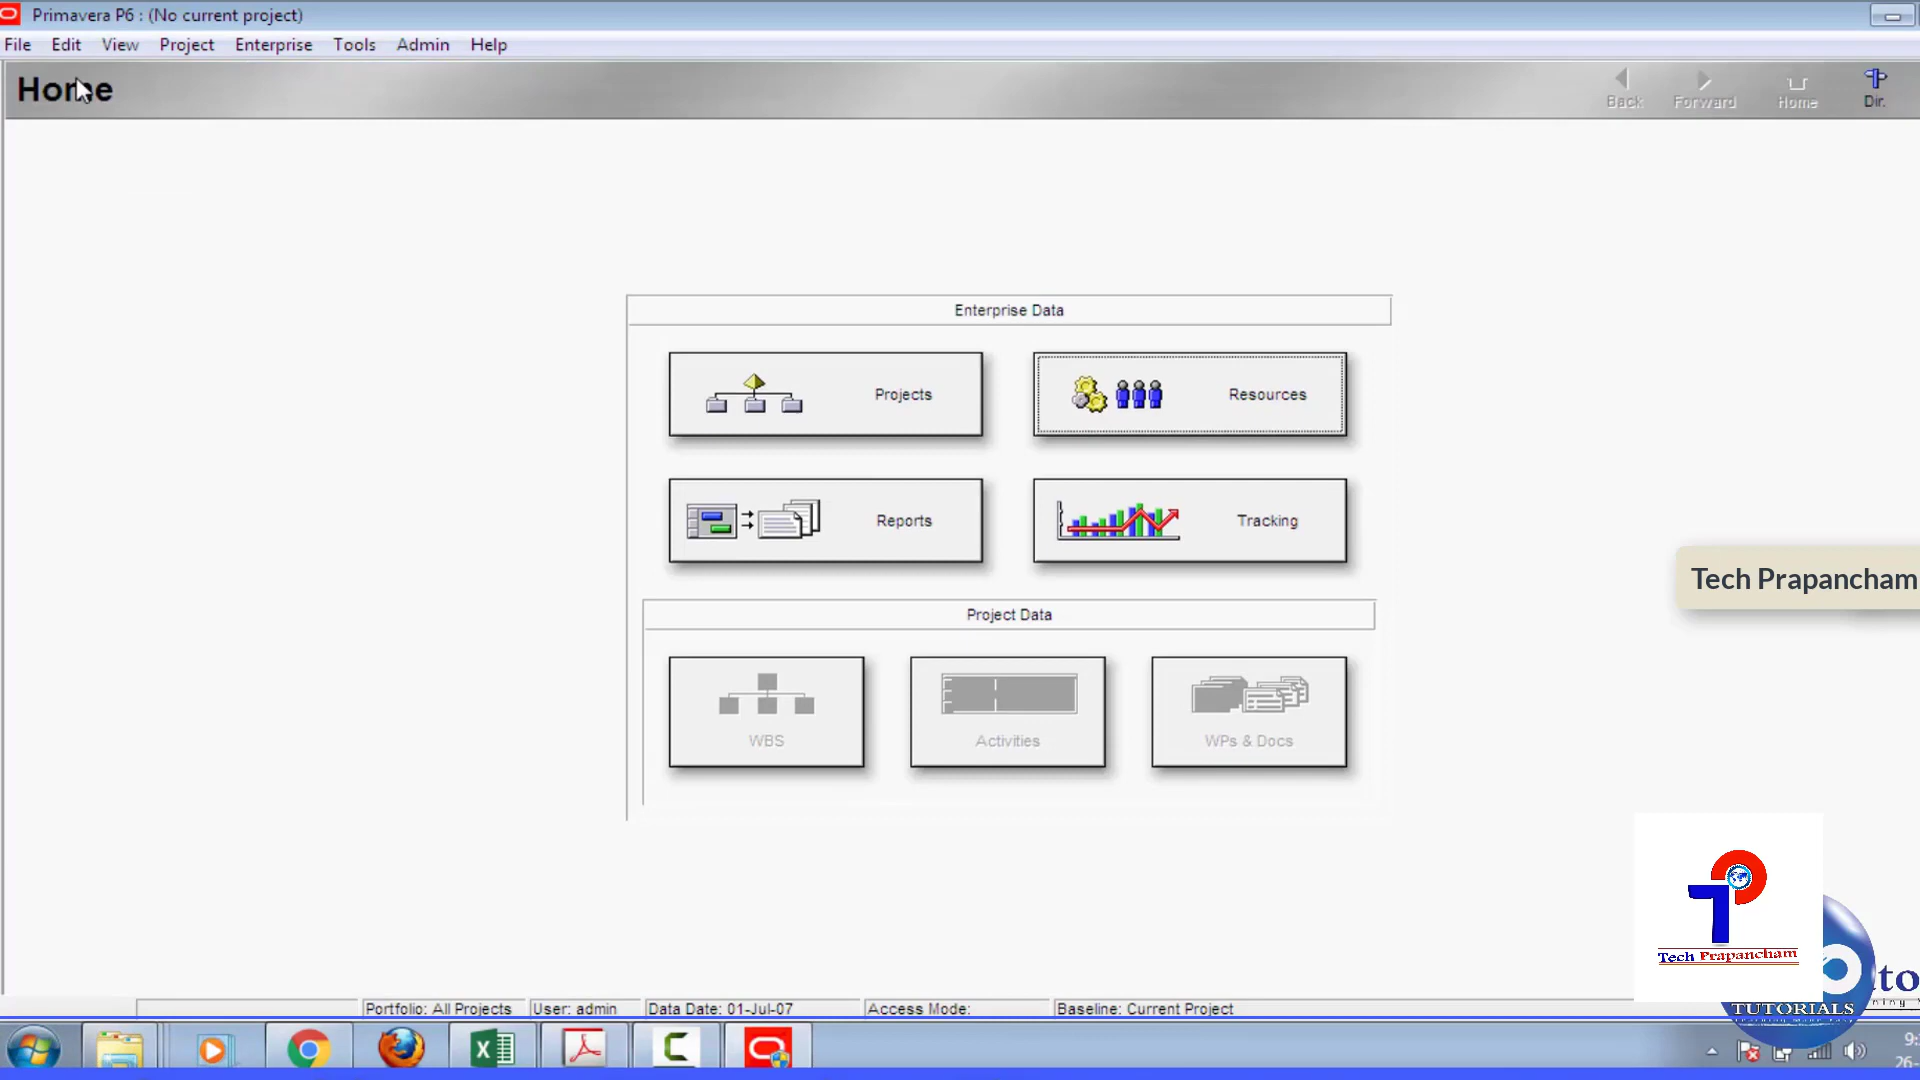 Primavera P6 : (No current project)
File Edit View Project Enterprise Tools Admin Help
Home
Back Forward Home Dir.
Enterprise Data
Projects Resources
Reports Tracking
Tech Prapancham
Project Data
WBS Activities WPs & Docs
Tech Prapancham
TUTORIALS
Portfolio: All Projects User: admin Data Date: 01-Jul-07 Access Mode: Baseline: Current Project